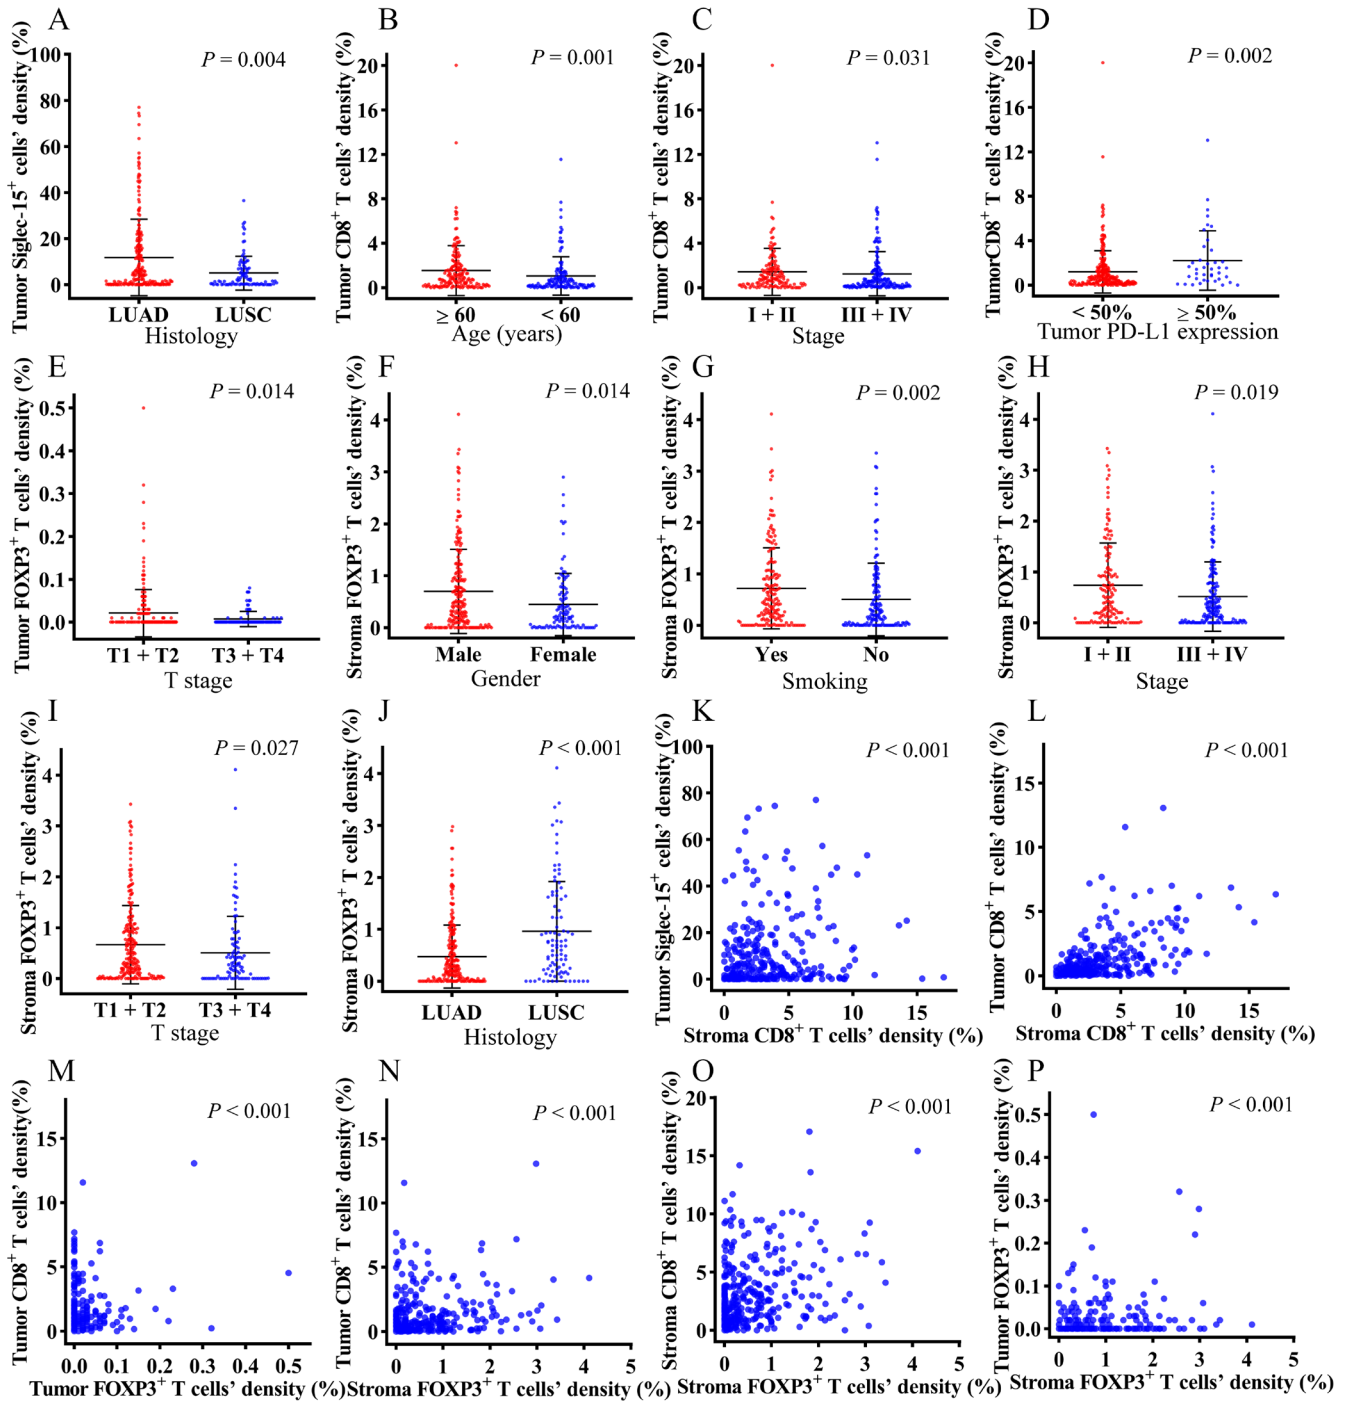 A
Tumor Siglec-15+ cells' density (%)
P = 0.004
100
80
60
40
20
0
LUAD LUSC
Histology
B
Tumor CD8+ T cells' density (%)
P = 0.001
20
16
12
8
4
0
≥ 60 < 60
Age (years)
C
Tumor CD8+ T cells' density (%)
P = 0.031
20
16
12
8
4
0
I + II III + IV
Stage
D
TumorCD8+ T cells' density (%)
P = 0.002
20
16
12
8
4
0
< 50% ≥ 50%
Tumor PD-L1 expression
E
Tumor FOXP3+ T cells' density (%)
P = 0.014
0.5
0.4
0.3
0.2
0.1
0.0
T1 + T2 T3 + T4
T stage
F
Stroma FOXP3+ T cells' density (%)
P = 0.014
4
3
2
1
0
Male Female
Gender
G
Stroma FOXP3+ T cells' density (%)
P = 0.002
4
3
2
1
0
Yes No
Smoking
H
Stroma FOXP3+ T cells' density (%)
P = 0.019
4
3
2
1
0
I + II III + IV
Stage
I
Stroma FOXP3+ T cells' density (%)
P = 0.027
4
3
2
1
0
T1 + T2 T3 + T4
T stage
J
Stroma FOXP3+ T cells' density (%)
P < 0.001
4
3
2
1
0
LUAD LUSC
Histology
K
Tumor Siglec-15+ cells' density (%)
P < 0.001
100
80
60
40
20
0
0 5 10 15
Stroma CD8+ T cells' density (%)
L
Tumor CD8+ T cells' density (%)
P < 0.001
15
10
5
0
0 5 10 15
Stroma CD8+ T cells' density (%)
M
Tumor CD8+ T cells' density(%)
P < 0.001
15
10
5
0
0.0 0.1 0.2 0.3 0.4 0.5
Tumor FOXP3+ T cells' density (%)
N
Tumor CD8+ T cells' density (%)
P < 0.001
15
10
5
0
0 1 2 3 4 5
Stroma FOXP3+ T cells' density (%)
O
Stroma CD8+ T cells' density (%)
P < 0.001
20
15
10
5
0
0 1 2 3 4 5
Stroma FOXP3+ T cells' density (%)
P
Tumor FOXP3+ T cells' density (%)
P < 0.001
0.5
0.4
0.3
0.2
0.1
0.0
0 1 2 3 4 5
Stroma FOXP3+ T cells' density (%)